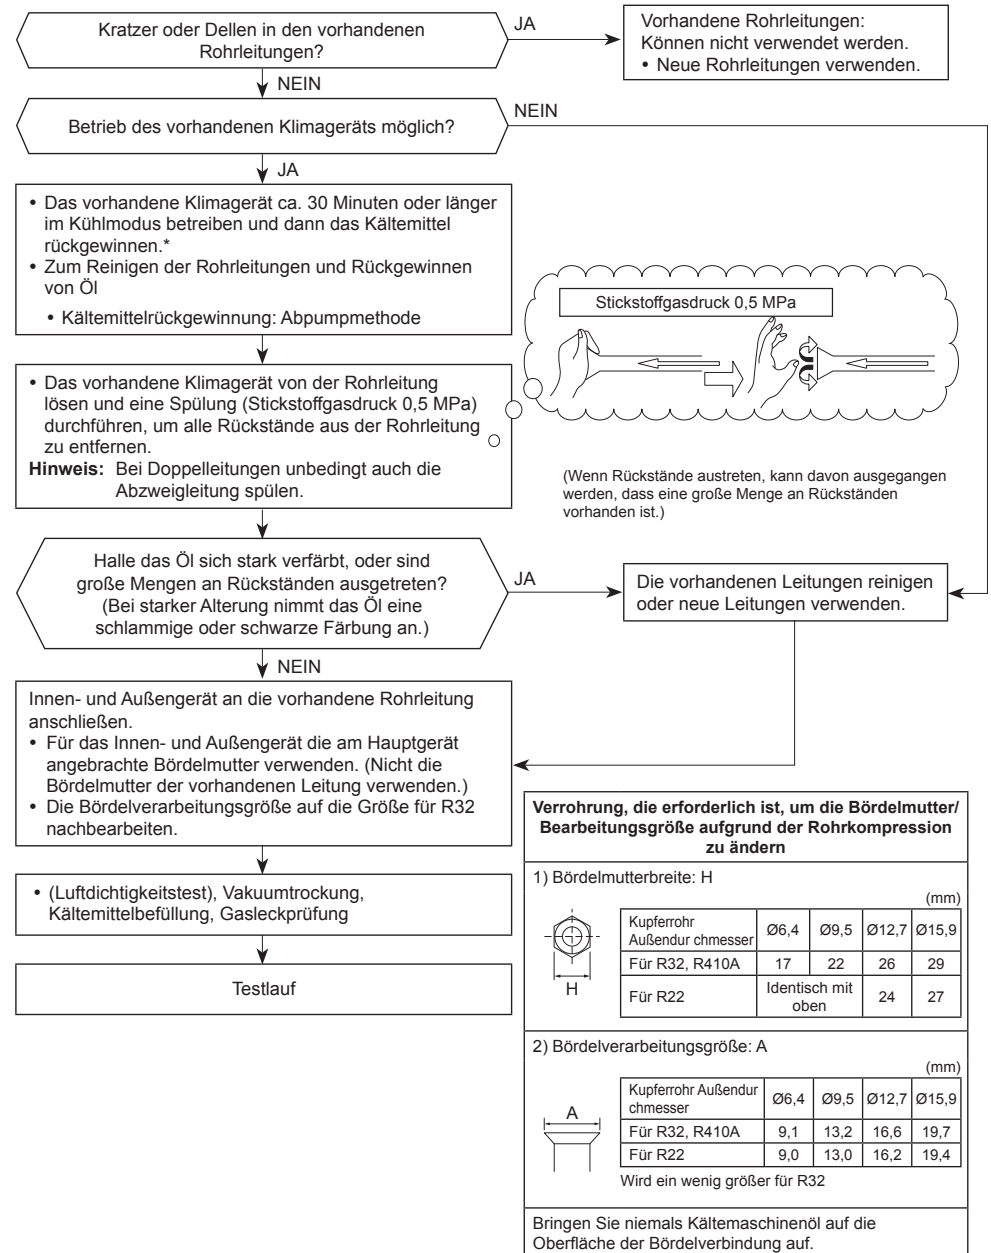 Kratzer oder Dellen in den vorhandenen
Rohrleitungen?
JA
Vorhandene Rohrleitungen:
Können nicht verwendet werden.
• Neue Rohrleitungen verwenden.
NEIN
Betrieb des vorhandenen Klimageräts möglich?
NEIN
JA
• Das vorhandene Klimagerät ca. 30 Minuten oder länger
im Kühlmodus betreiben und dann das Kältemittel
rückgewinnen.*
• Zum Reinigen der Rohrleitungen und Rückgewinnen
von Öl
• Kältemittelrückgewinnung: Abpumpmethode
Stickstoffgasdruck 0,5 MPa
• Das vorhandene Klimagerät von der Rohrleitung
lösen und eine Spülung (Stickstoffgasdruck 0,5 MPa)
durchführen, um alle Rückstände aus der Rohrleitung
zu entfernen.
Hinweis: Bei Doppelleitungen unbedingt auch die
Abzweigleitung spülen.
(Wenn Rückstände austreten, kann davon ausgegangen
werden, dass eine große Menge an Rückständen
vorhanden ist.)
Halle das Öl sich stark verfärbt, oder sind
große Mengen an Rückständen ausgetreten?
(Bei starker Alterung nimmt das Öl eine
schlammige oder schwarze Färbung an.)
JA
Die vorhandenen Leitungen reinigen
oder neue Leitungen verwenden.
NEIN
Innen- und Außengerät an die vorhandene Rohrleitung
anschließen.
• Für das Innen- und Außengerät die am Hauptgerät
angebrachte Bördelmutter verwenden. (Nicht die
Bördelmutter der vorhandenen Leitung verwenden.)
• Die Bördelverarbeitungsgröße auf die Größe für R32
nachbearbeiten.
• (Luftdichtigkeitstest), Vakuumtrockung,
Kältemittelbefüllung, Gasleckprüfung
Testlauf
Verrohrung, die erforderlich ist, um die Bördelmutter/
Bearbeitungsgröße aufgrund der Rohrkompression
zu ändern
1) Bördelmutterbreite: H
(mm)
H
Kupferrohr
Außendur chmesser Ø6,4 Ø9,5 Ø12,7 Ø15,9
Für R32, R410A 17 22 26 29
Für R22 Identisch mit
oben 24 27
2) Bördelverarbeitungsgröße: A
(mm)
A
Kupferrohr Außendur
chmesser Ø6,4 Ø9,5 Ø12,7 Ø15,9
Für R32, R410A 9,1 13,2 16,6 19,7
Für R22 9,0 13,0 16,2 19,4
Wird ein wenig größer für R32
Bringen Sie niemals Kältemaschinenöl auf die
Oberfläche der Bördelverbindung auf.